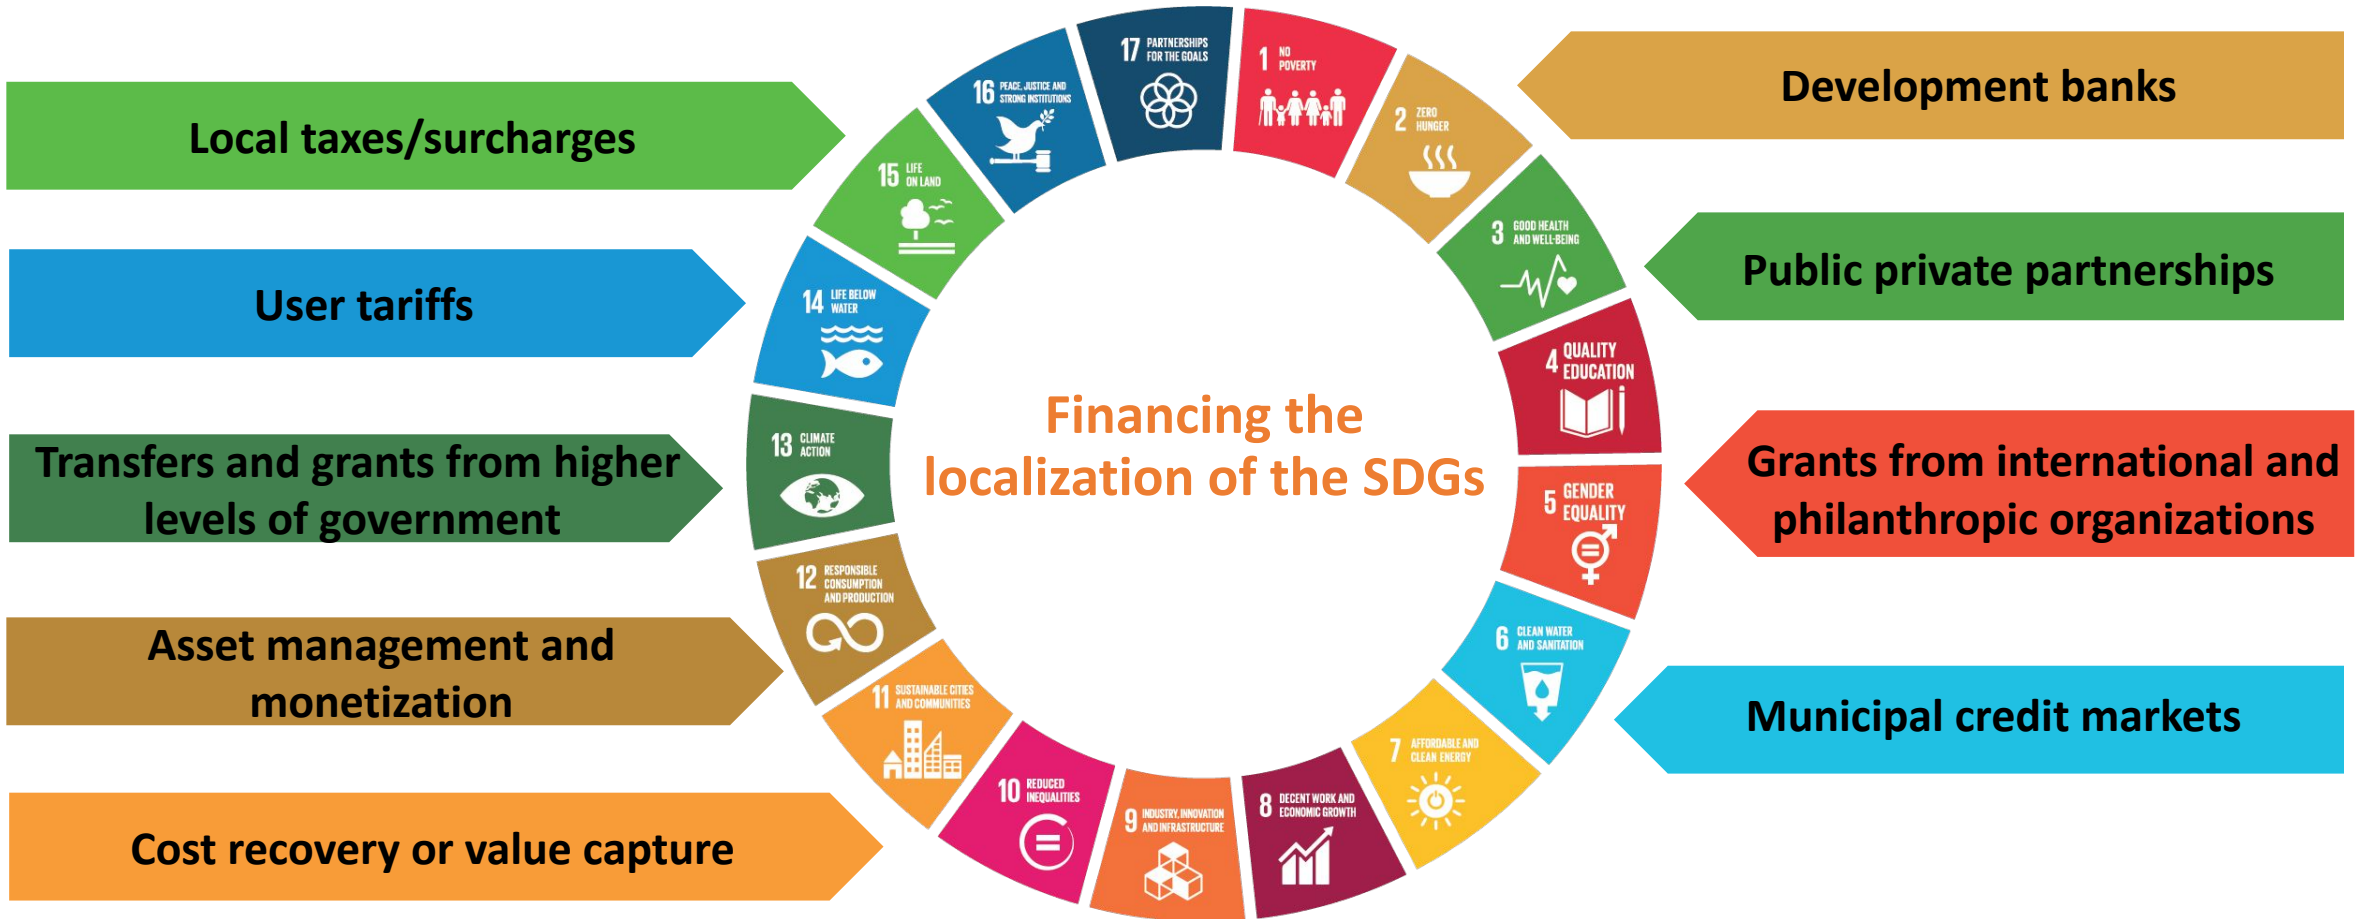 Local taxes/surcharges
User tariffs
Transfers and grants from higher
levels of government
Asset management and
monetization
Cost recovery or value capture
Financing the
localization of the SDGs
1 NO
POVERTY
2 ZERO
HUNGER
3 GOOD HEALTH
AND WELL-BEING
4 QUALITY
EDUCATION
5 GENDER
EQUALITY
6 CLEAN WATER
AND SANITATION
7 AFFORDABLE AND
CLEAN ENERGY
8 DECENT WORK AND
ECONOMIC GROWTH
9 INDUSTRY, INNOVATION
AND INFRASTRUCTURE
10 REDUCED
INEQUALITIES
11 SUSTAINABLE CITIES
AND COMMUNITIES
12 RESPONSIBLE
CONSUMPTION
AND PRODUCTION
13 CLIMATE
ACTION
14 LIFE BELOW
WATER
15 LIFE
ON LAND
16 PEACE, JUSTICE AND
STRONG INSTITUTIONS
17 PARTNERSHIPS
FOR THE GOALS
Development banks
Public private partnerships
Grants from international and
philanthropic organizations
Municipal credit markets